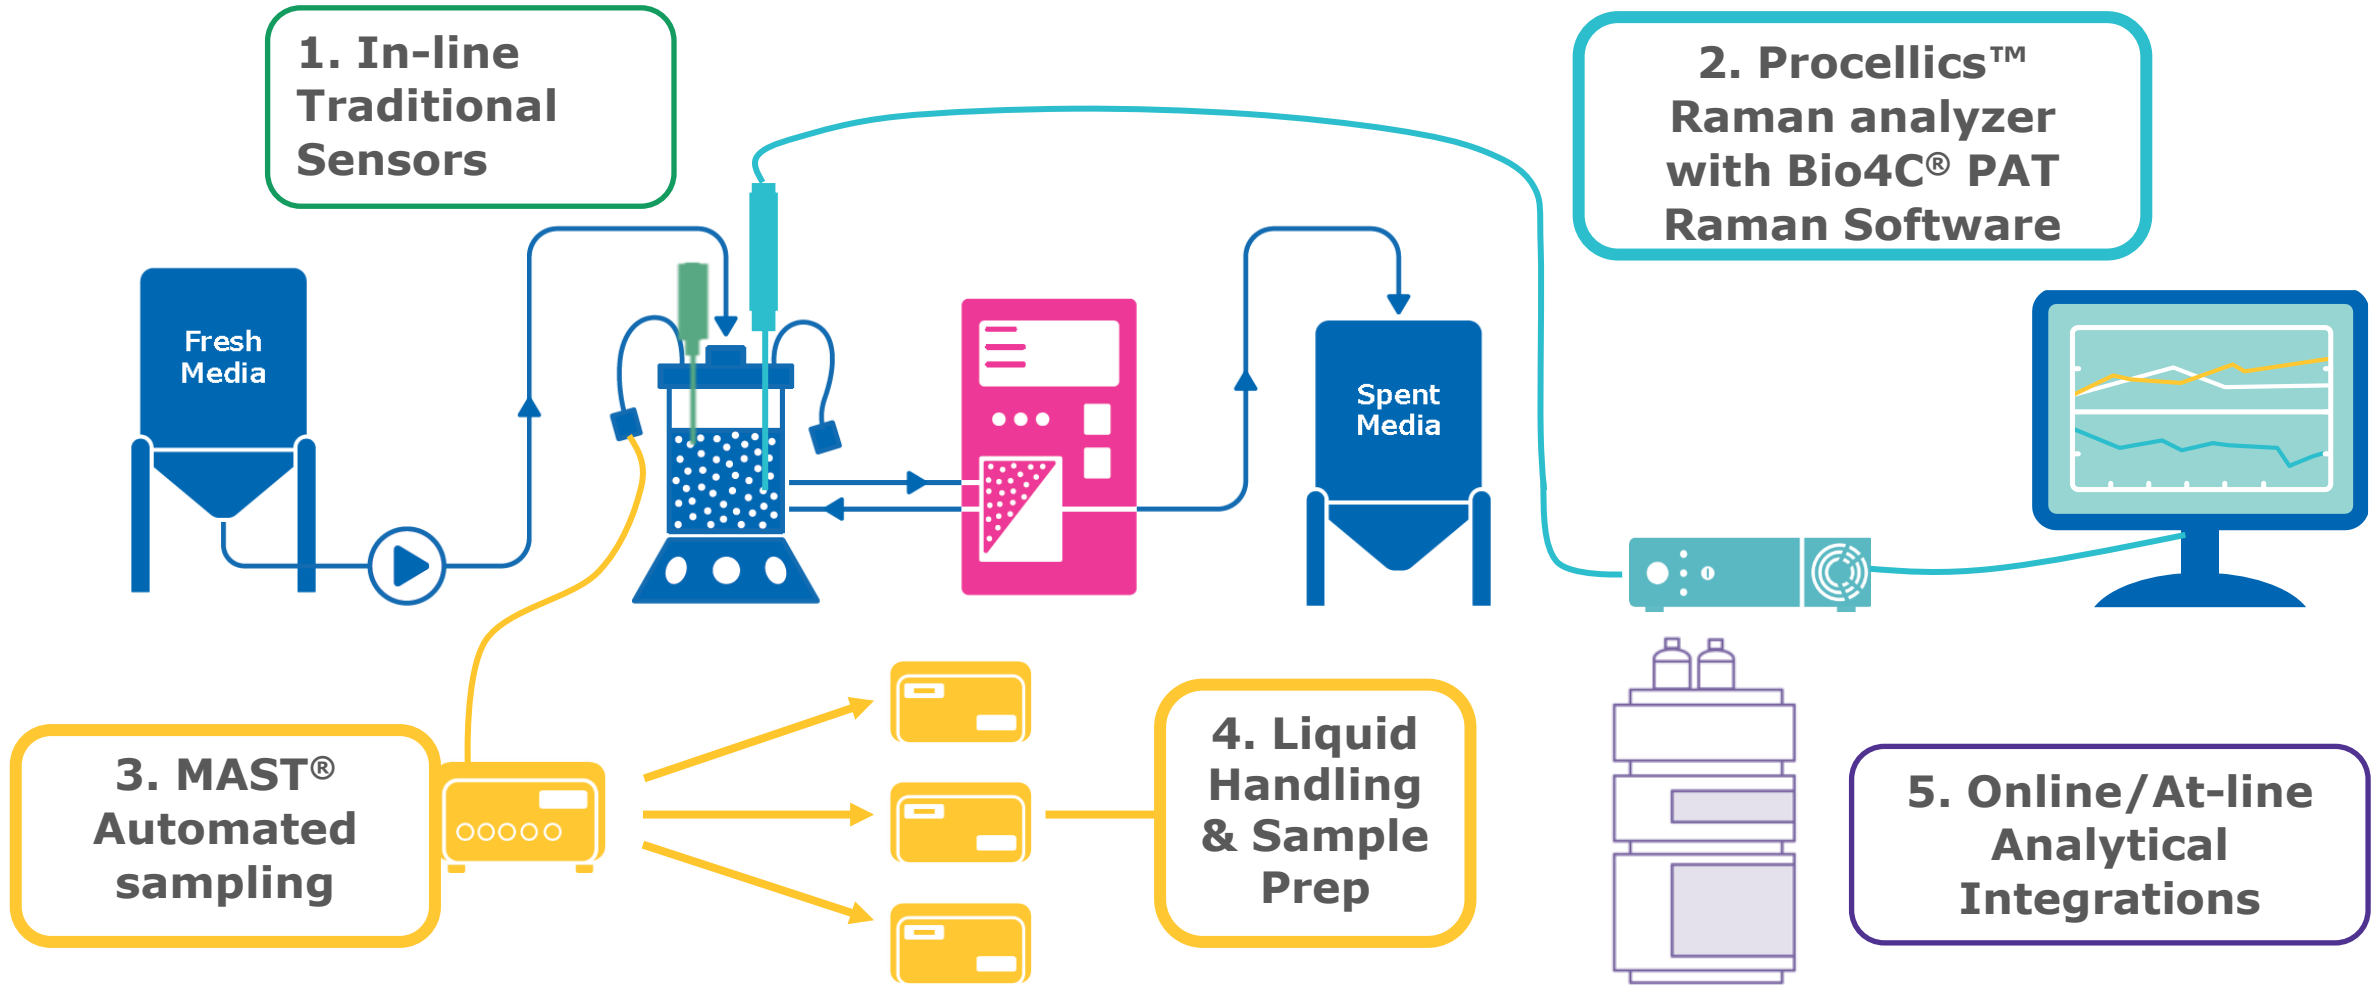 1. In-line
Traditional
Sensors
2. Procellics™
Raman analyzer
with Bio4C® PAT
Raman Software
Fresh
Media
Spent
Media
3. MAST®
Automated
sampling
4. Liquid
Handling
& Sample
Prep
5. Online/At-line
Analytical
Integrations